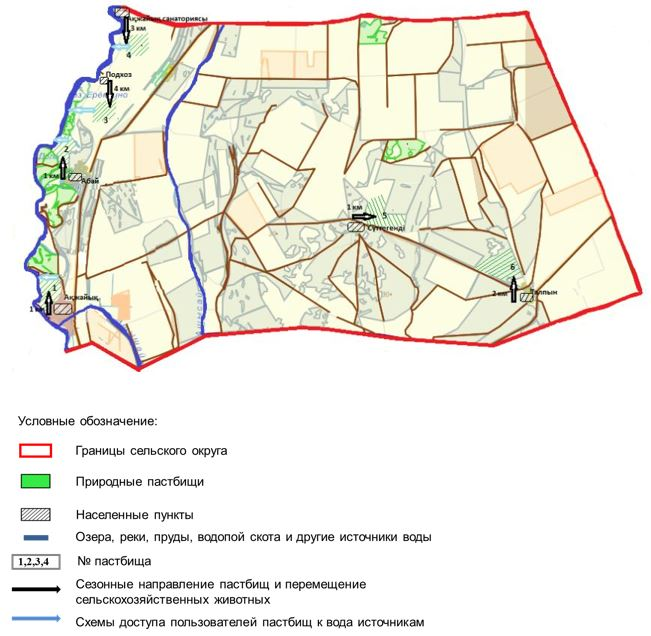 Ақжайық санаториясы
3 км
4
Подхоз
4 км
3
2
1 км
Абай
1 км
5
Сүттегенді
6
2 км
Талпын
1
Ақжайық
1 км
Условные обозначение:
Границы сельского округа
Природные пастбищи
Населенные пункты
Озера, реки, пруды, водопой скота и другие источники воды
1,2,3,4 № пастбища
Сезонные направление пастбищ и перемещение
сельскохозяйственных животных
Схемы доступа пользователей пастбищ к вода источникам